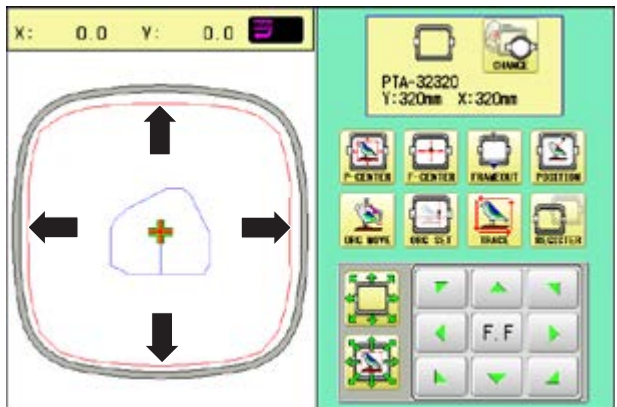 X: 0.0 Y: 0.0
CHANGE
PTA-32320
Y:320mm X:320mm
P-CENTER F-CENTER FRAMEOUT POSITION
ORG MOVE ORG SET TRACE REGISTER
F.F